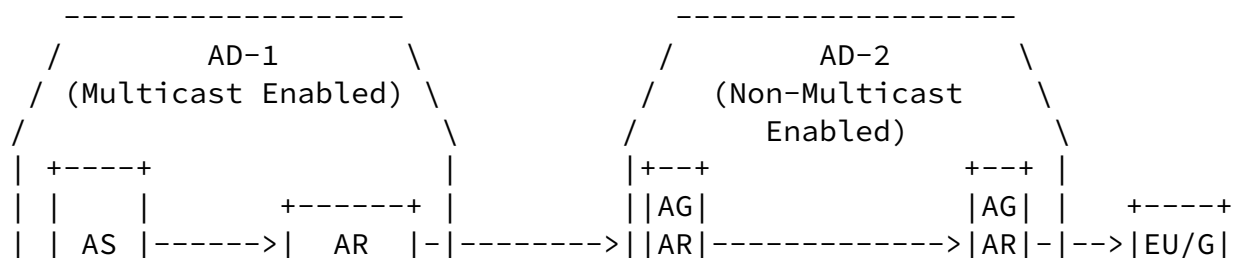 -------------------               -------------------
  /       AD-1        \             /        AD-2       \
 / (Multicast Enabled) \           /   (Non-Multicast    \
/                       \         /       Enabled)        \
| +----+                |         |+--+              +--+ |
| |    |       +------+ |         ||AG|              |AG| |   +----+
| | AS |------>|  AR  |-|-------->||AR|------------->|AR|-|-->|EU/G|